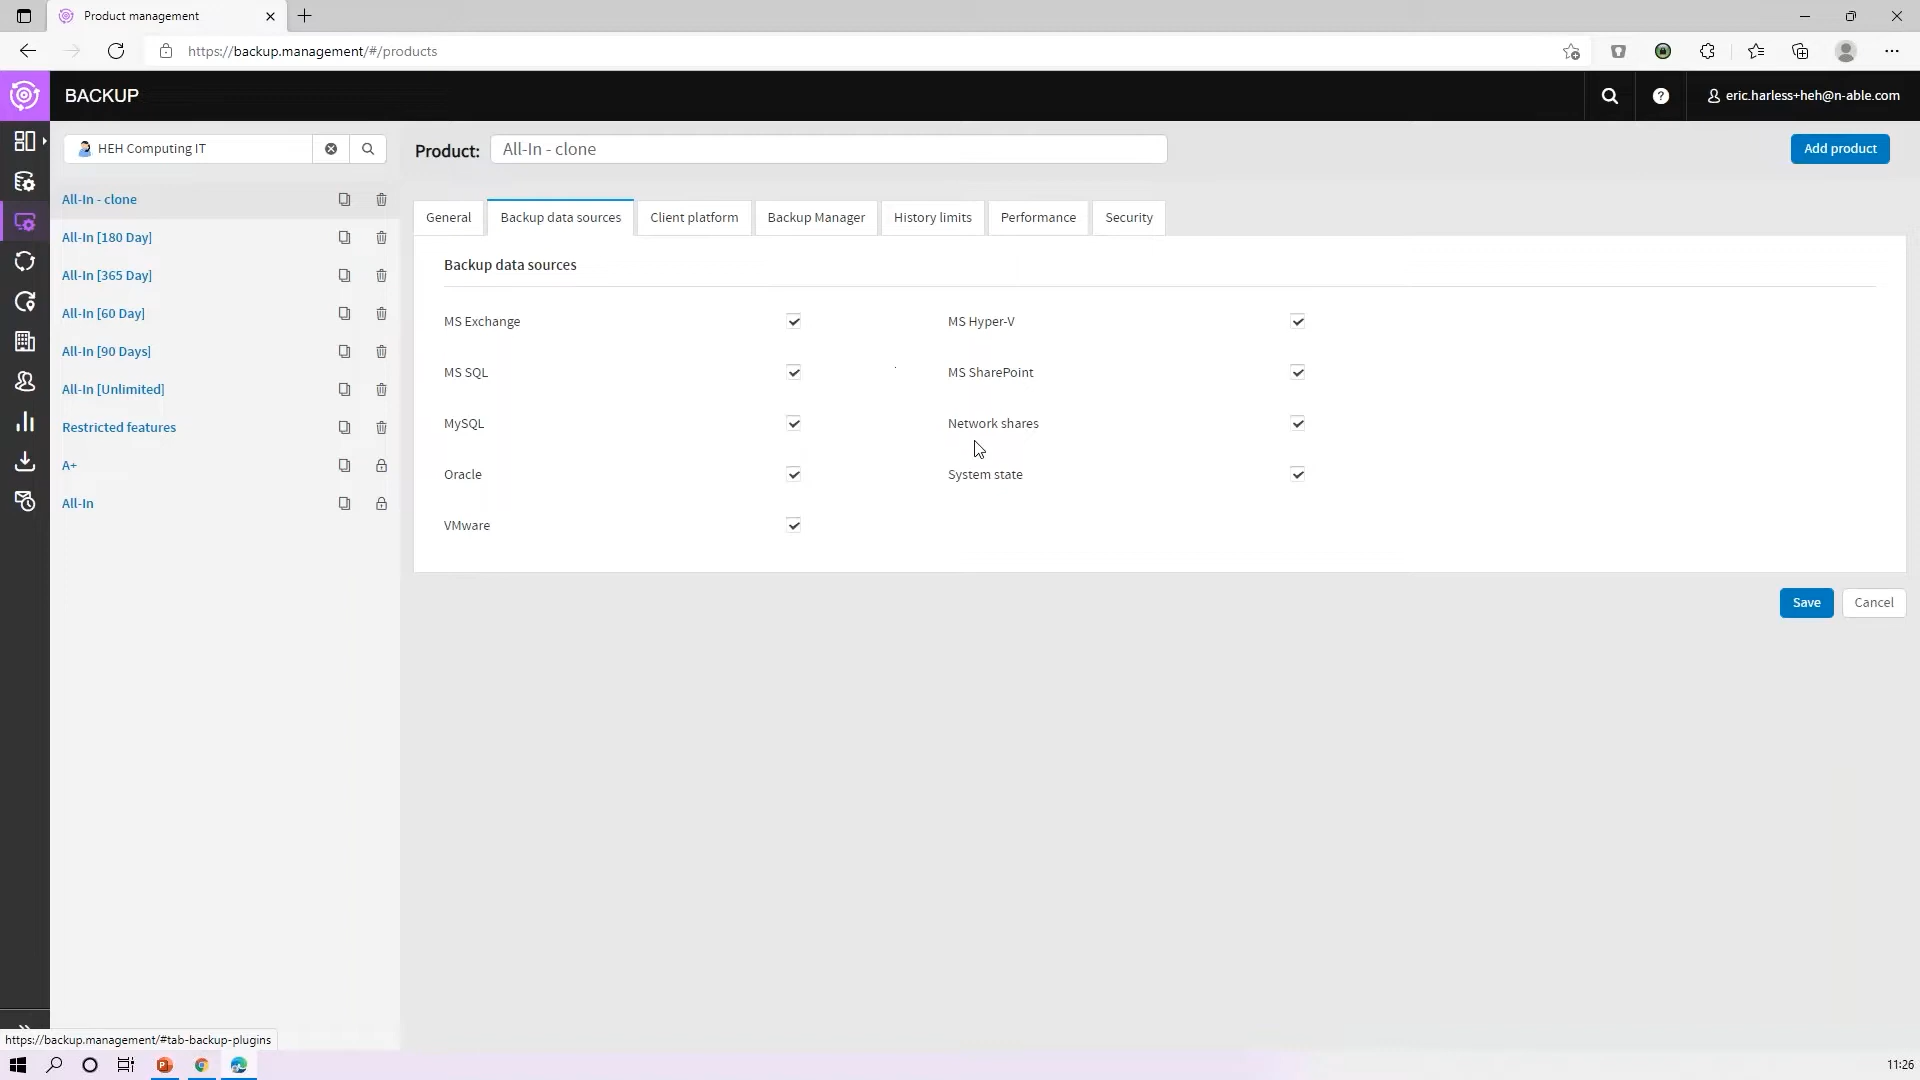 Product management
https://backup.management/#/products
BACKUP
eric.harless+heh@n-able.com
HEH Computing IT
Product:
All-In - clone
Add product
All-In - clone
All-In [180 Day]
All-In [365 Day]
All-In [60 Day]
All-In [90 Days]
All-In [Unlimited]
Restricted features
A+
All-In
General
Backup data sources
Client platform
Backup Manager
History limits
Performance
Security
Backup data sources
MS Exchange
MS Hyper-V
MS SQL
MS SharePoint
MySQL
Network shares
Oracle
System state
VMware
Save
Cancel
https://backup.management/#tab-backup-plugins
11:26